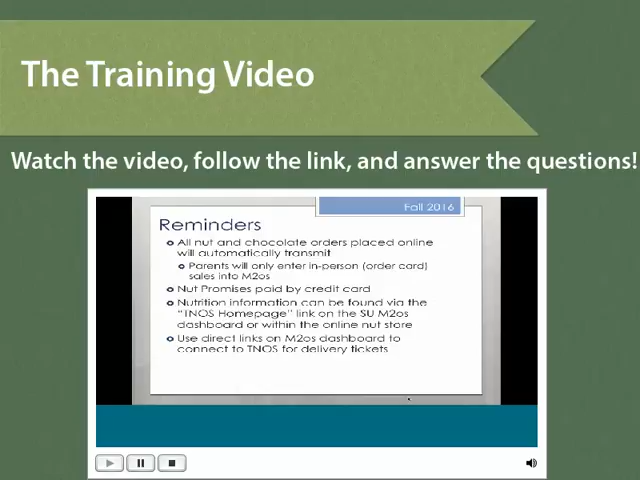 The Training Video
Watch the video, follow the link, and answer the questions!
Fall 2016
Reminders
All nut and chocolate orders placed online
will automatically transmit
Parents will only enter in-person (order card)
sales into M2os
Nut Promises paid by credit card
Nutrition information can be found via the
"TNOS Homepage" link on the SU M2os
dashboard or within the online nut store
Use direct links on M2os dashboard to
connect to TNOS for delivery tickets